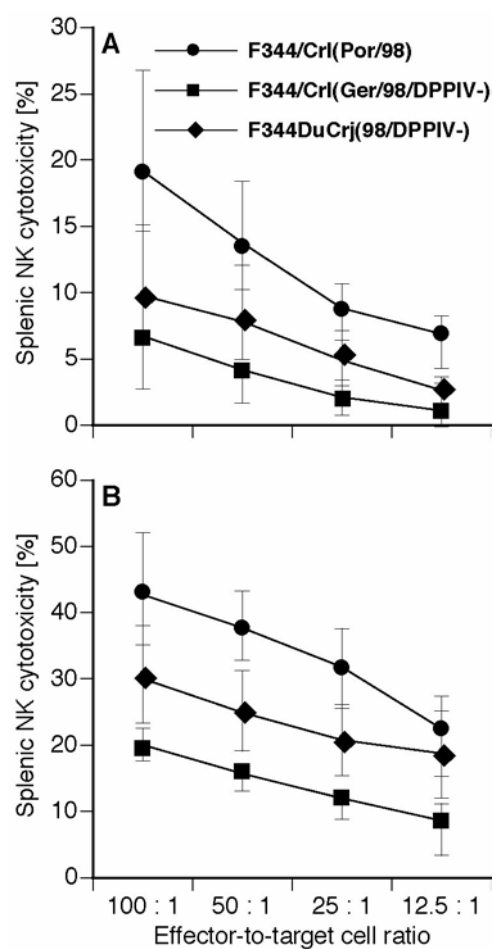 A
F344/Crl(Por/98)
F344/Crl(Ger/98/DPPIV-)
F344DuCrj(98/DPPIV-)
Splenic NK cytotoxicity [%]
30
25
20
15
10
5
0
B
Splenic NK cytotoxicity [%]
60
50
40
30
20
10
0
100 : 1 50 : 1 25 : 1 12.5 : 1
Effector-to-target cell ratio